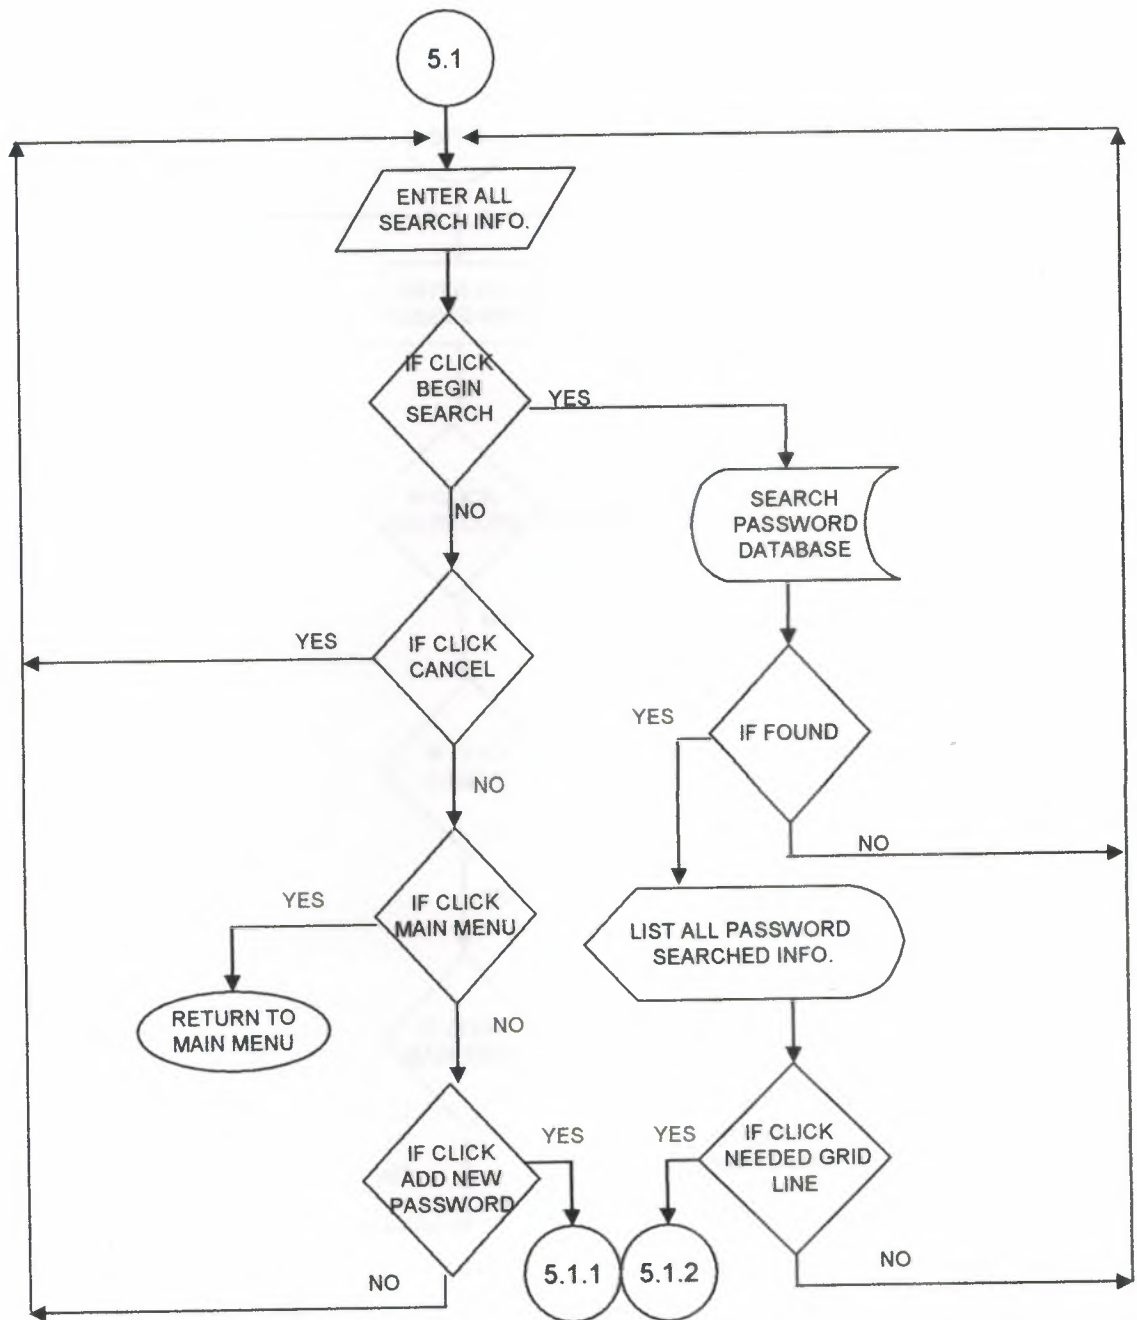 5.1
ENTER ALL
SEARCH INFO.
IF CLICK
BEGIN
SEARCH
YES
NO
SEARCH
PASSWORD
DATABASE
IF CLICK
CANCEL
YES
NO
IF FOUND
YES
NO
IF CLICK
MAIN MENU
YES
NO
RETURN TO
MAIN MENU
LIST ALL PASSWORD
SEARCHED INFO.
IF CLICK
ADD NEW
PASSWORD
YES
NO
IF CLICK
NEEDED GRID
LINE
YES
NO
5.1.1
5.1.2